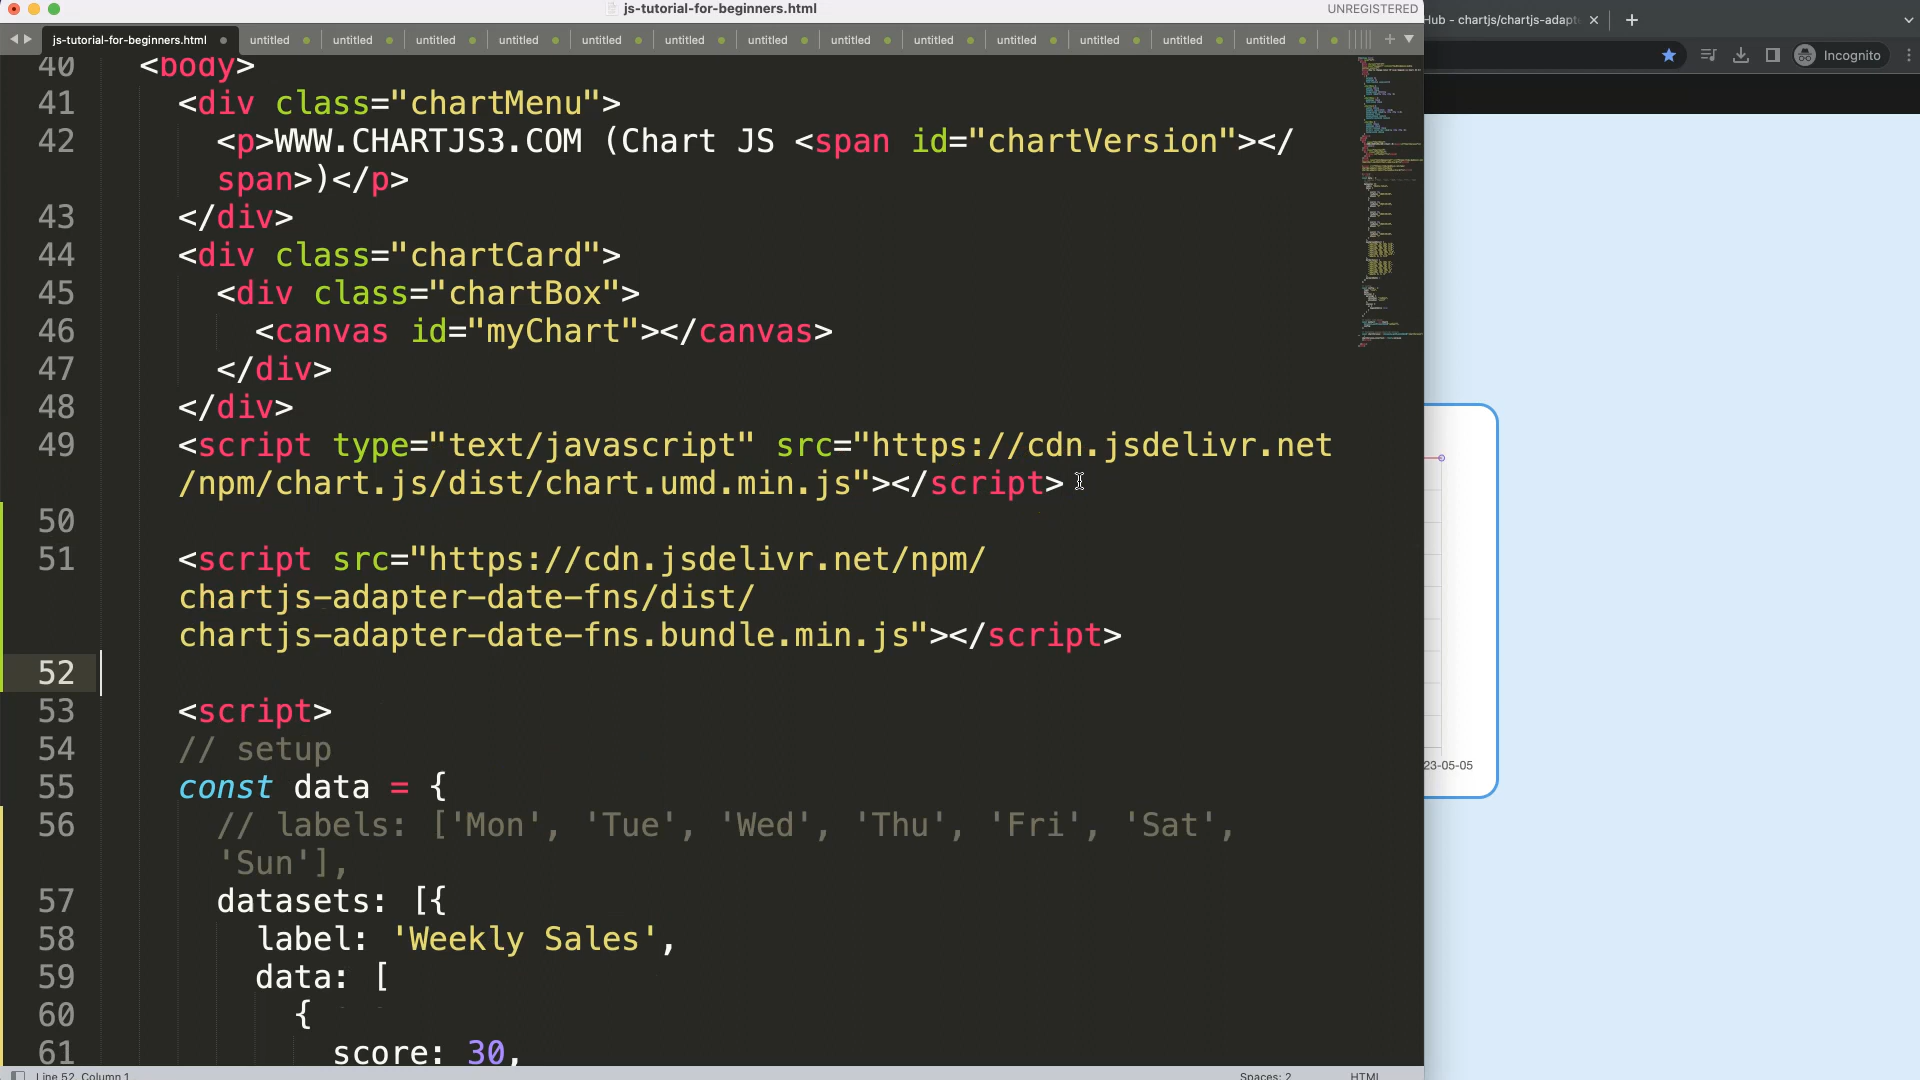 js-tutorial-for-beginners.html
UNREGISTERED
Hub - chartjs/chartjs-adapt
js-tutorial-for-beginners.html untitled untitled untitled untitled untitled untitled untitled untitled untitled untitled untitled untitled untitled
Incognito
40 <body>
41 <div class="chartMenu">
42 <p>WWW.CHARTJS3.COM (Chart JS <span id="chartVersion"></
span>)</p>
43 </div>
44 <div class="chartCard">
45 <div class="chartBox">
46 <canvas id="myChart"></canvas>
47 </div>
48 </div>
49 <script type="text/javascript" src="https://cdn.jsdelivr.net
/npm/chart.js/dist/chart.umd.min.js"></script>
50
51 <script src="https://cdn.jsdelivr.net/npm/
chartjs-adapter-date-fns/dist/
chartjs-adapter-date-fns.bundle.min.js"></script>
52
53 <script>
54 // setup
55 const data = {
56 // labels: ['Mon', 'Tue', 'Wed', 'Thu', 'Fri', 'Sat',
'Sun'],
57 datasets: [{
58 label: 'Weekly Sales',
59 data: [
60 {
61 score: 30,
23-05-05
Line 52, Column 1
Spaces: 2
HTML